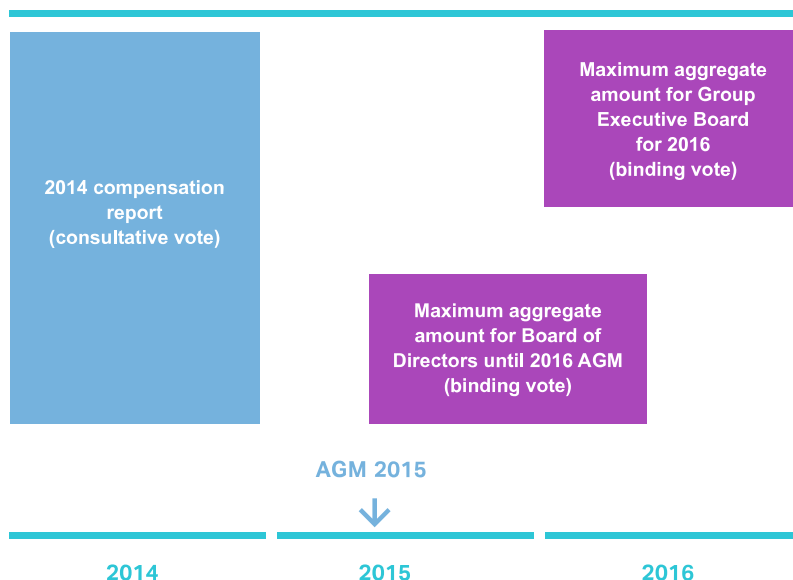 2014 compensation
report
(consultative vote)
Maximum aggregate
amount for Group
Executive Board
for 2016
(binding vote)
Maximum aggregate
amount for Board of
Directors until 2016 AGM
(binding vote)
AGM 2015
2014
2015
2016